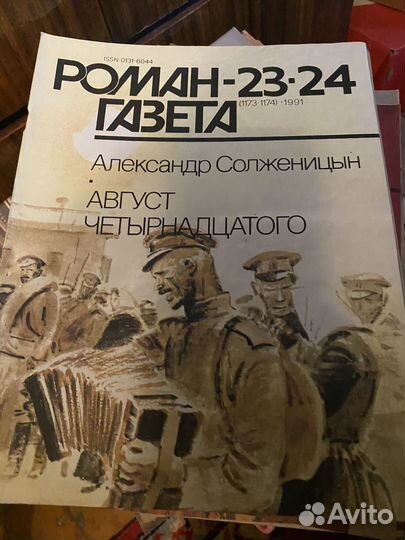 ISSN 0131-6044
РОМАН-23·24
ГАЗЕТА (1173·1174)·1991
Александр Солженицын
АВГУСТ
ЧЕТЫРНАДЦАТОГО
Avito